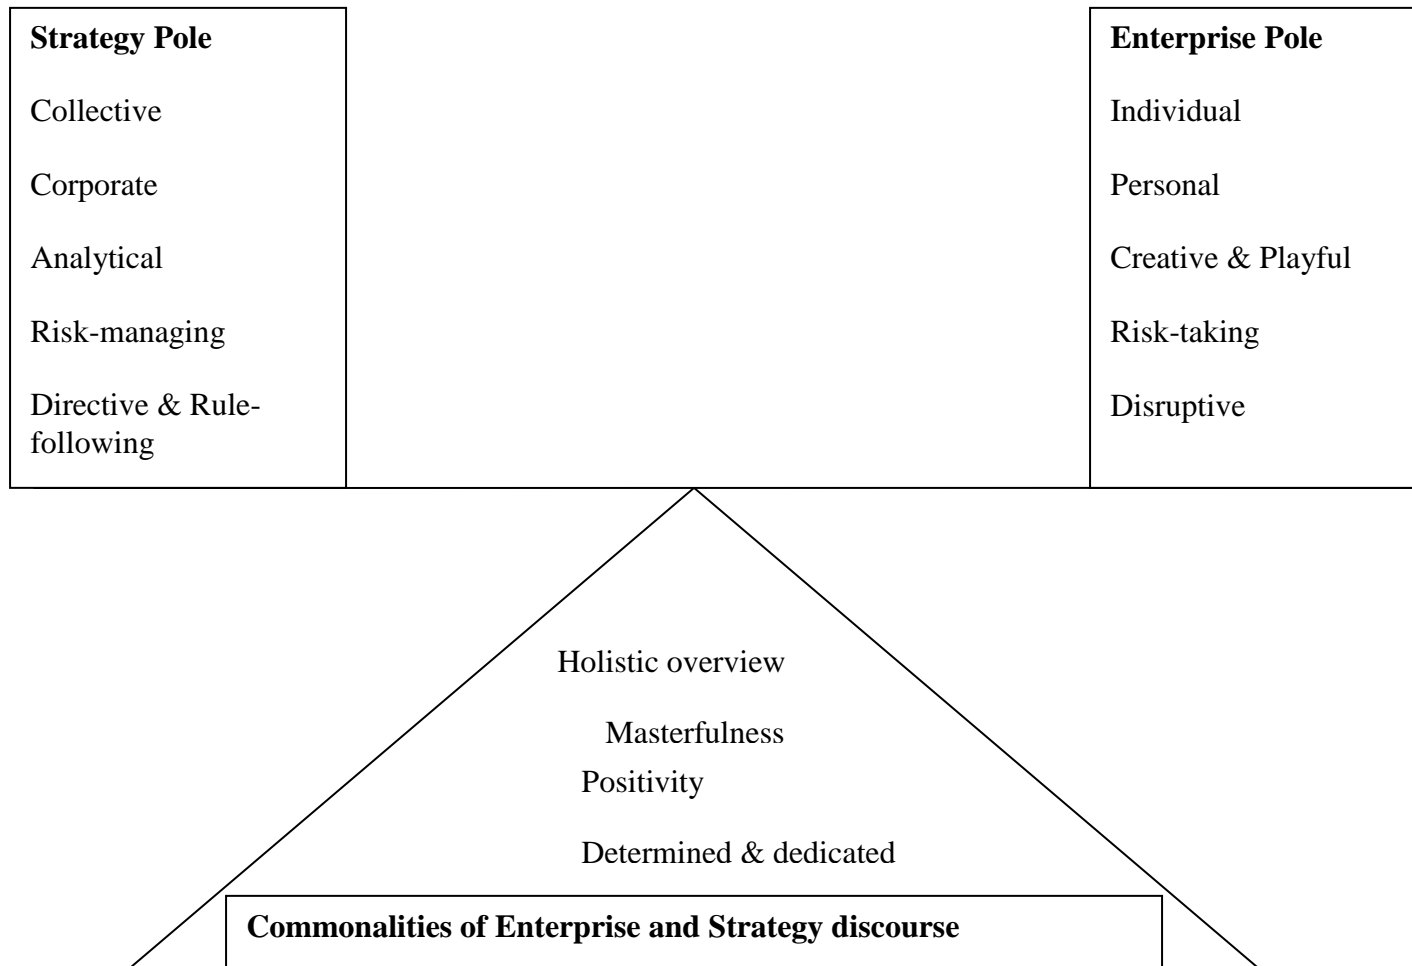 Strategy Pole
Collective
Corporate
Analytical
Risk-managing
Directive & Rule-
following
Enterprise Pole
Individual
Personal
Creative & Playful
Risk-taking
Disruptive
Holistic overview
Masterfulness
Positivity
Determined & dedicated
Commonalities of Enterprise and Strategy discourse